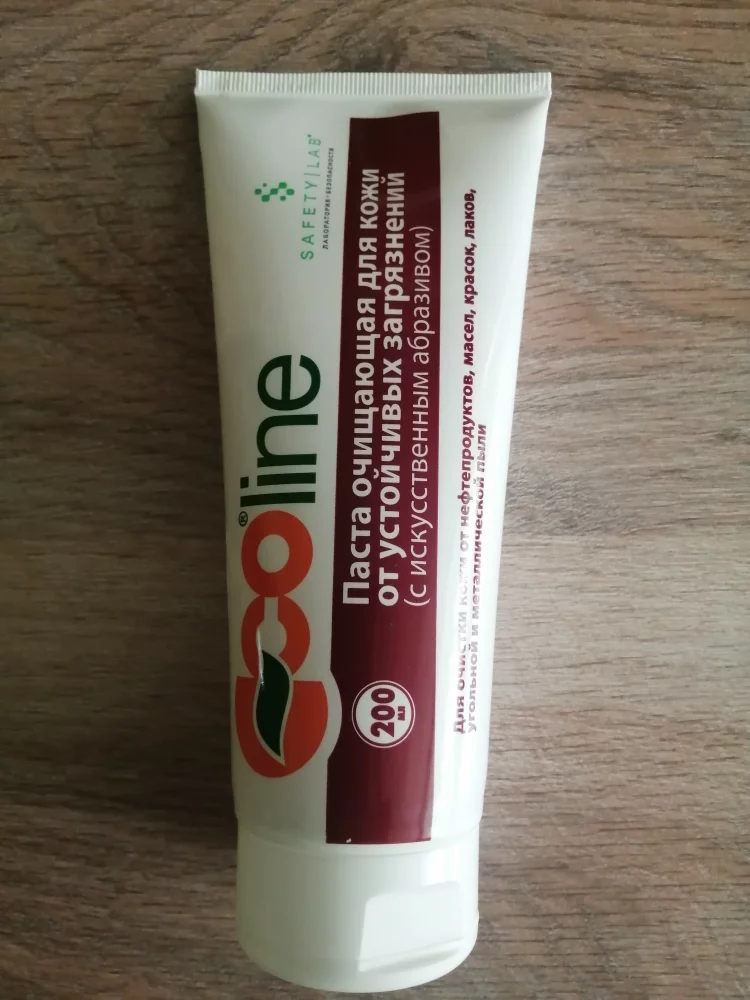 Ecoline®
SAFETY|LAB®
ЛАБОРАТОРИЯ·БЕЗОПАСНОСТИ
Паста очищающая для кожи
от устойчивых загрязнений
(с искусственным абразивом)
200
мл
Для очистки кожи от нефтепродуктов, масел, красок, лаков,
угольной и металлической пыли